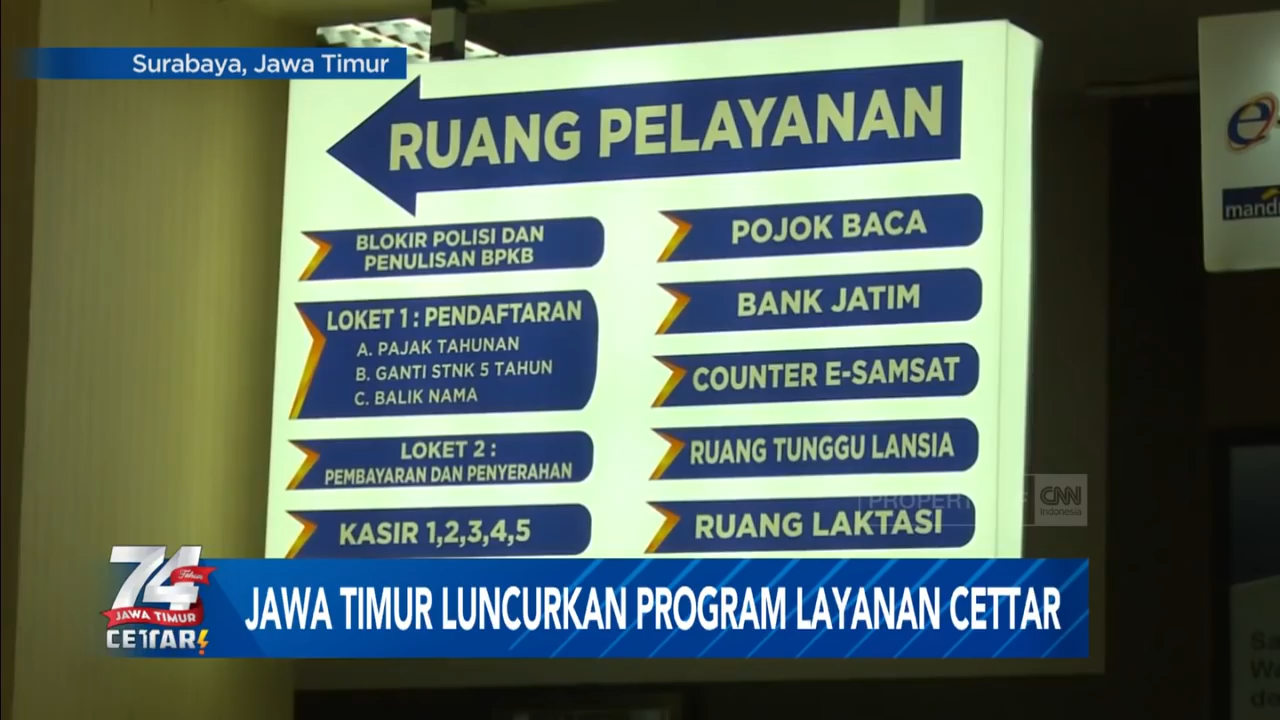 Surabaya, Jawa Timur
RUANG PELAYANAN
BLOKIR POLISI DAN
PENULISAN BPKB
LOKET 1 : PENDAFTARAN
A. PAJAK TAHUNAN
B. GANTI STNK 5 TAHUN
C. BALIK NAMA
LOKET 2 :
PEMBAYARAN DAN PENYERAHAN
KASIR 1,2,3,4,5
POJOK BACA
BANK JATIM
COUNTER E-SAMSAT
RUANG TUNGGU LANSIA
RUANG LAKTASI
CNN
Indonesia
74
Tahun
JAWA TIMUR
CETTAR!
JAWA TIMUR LUNCURKAN PROGRAM LAYANAN CETTAR